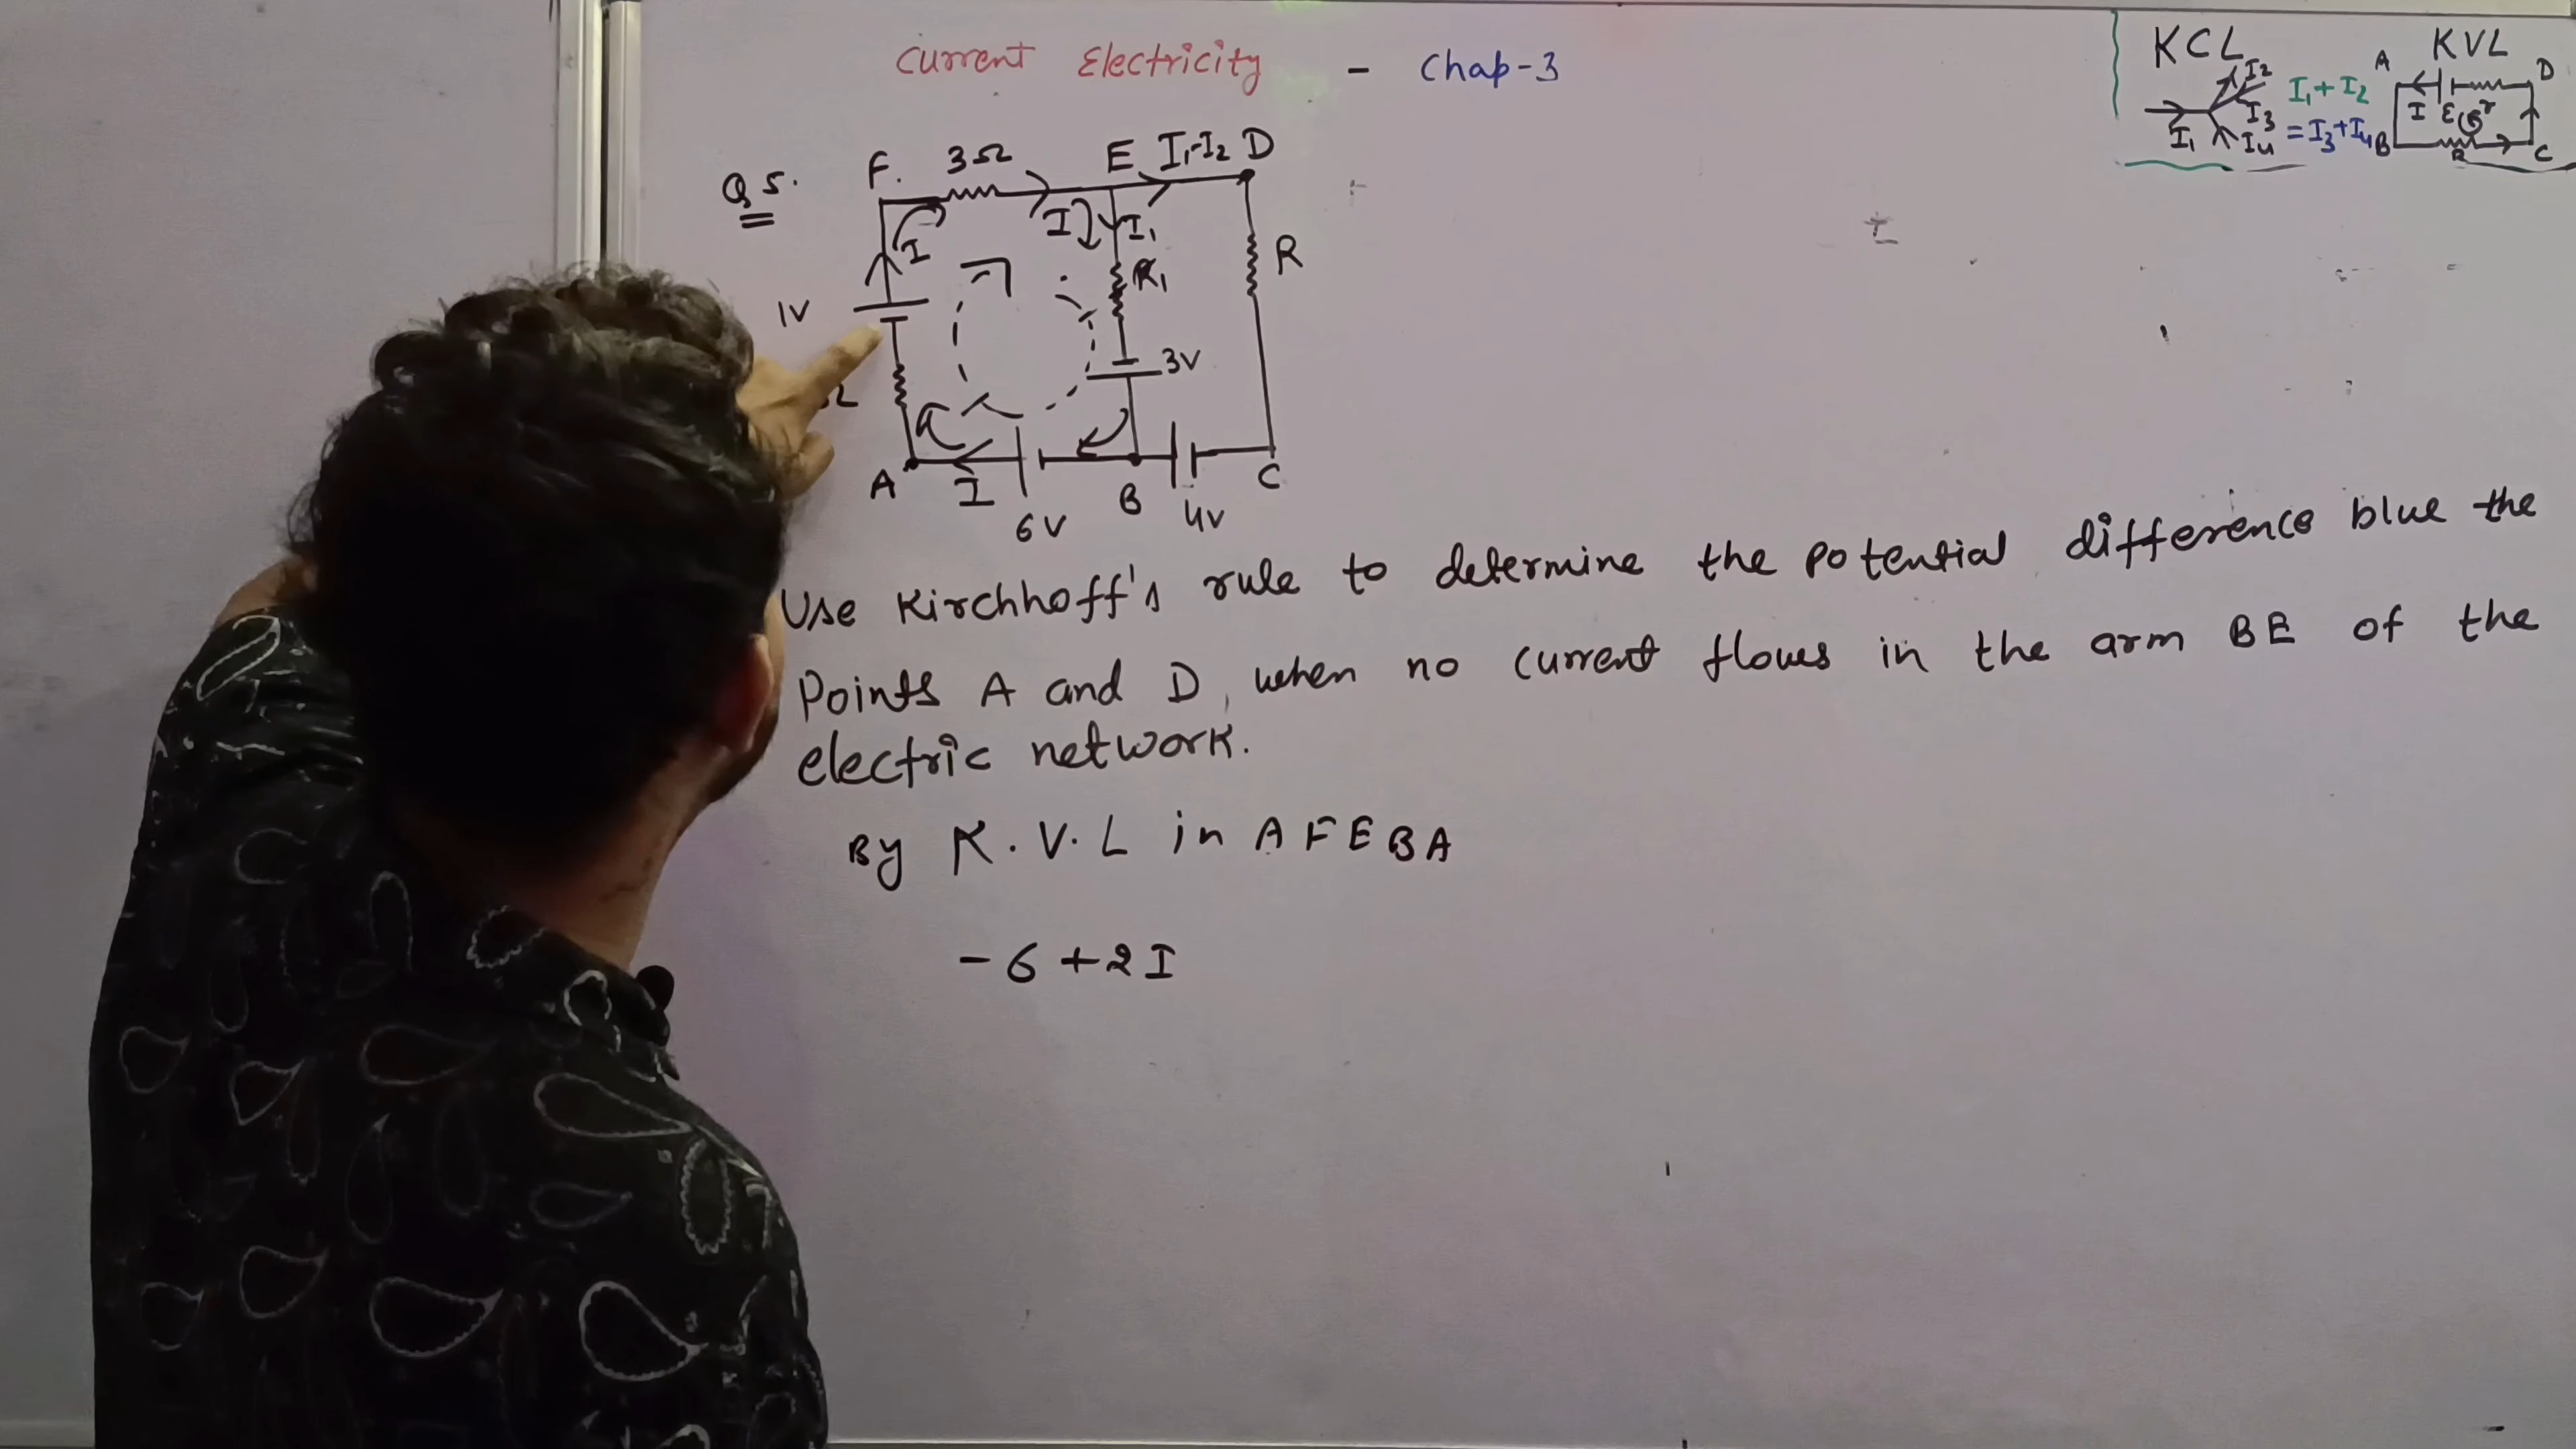 Current Electricity - Chap-3
KCL
I2
I1 + I2
I3
= I3+I4
I1
I4
KVL
A
D
I
ε
r
B
R
C
Q 5.
F.
3Ω
E
I1-I2
D
I
I
I1
R1
R
1V
3V
Ω
A
I
6V
B
4V
C
Use Kirchhoff's rule to determine the potential difference blue the
Points A and D, when no current flows in the arm BE of the
electric network.
By K.V.L in AFEBA
-6 +2I